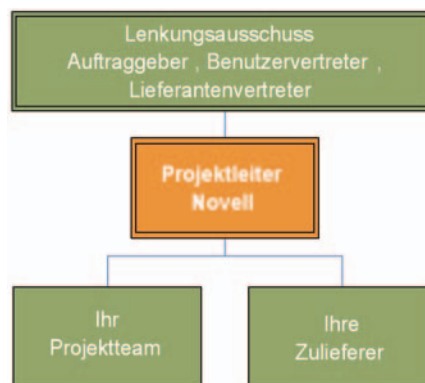 Lenkungsausschuss
Auftraggeber , Benutzervertreter ,
Lieferantenvertreter
Projektleiter
Novell
Ihr
Projektteam
Ihre
Zulieferer